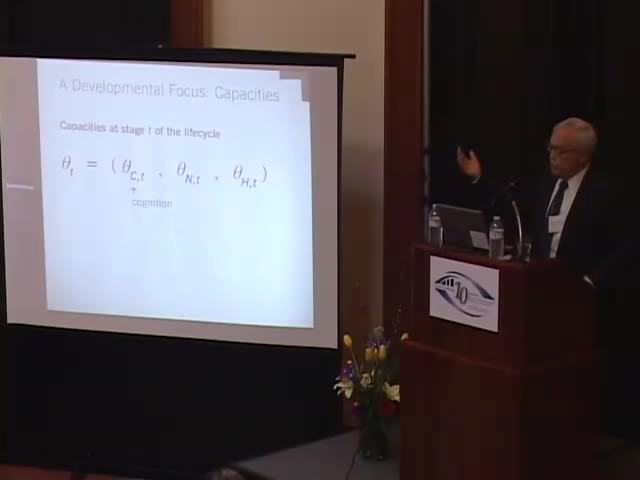 A Developmental Focus: Capacities
Capacities at stage t of the lifecycle
θt = ( θC,t , θN,t , θH,t )
↑
cognition
10